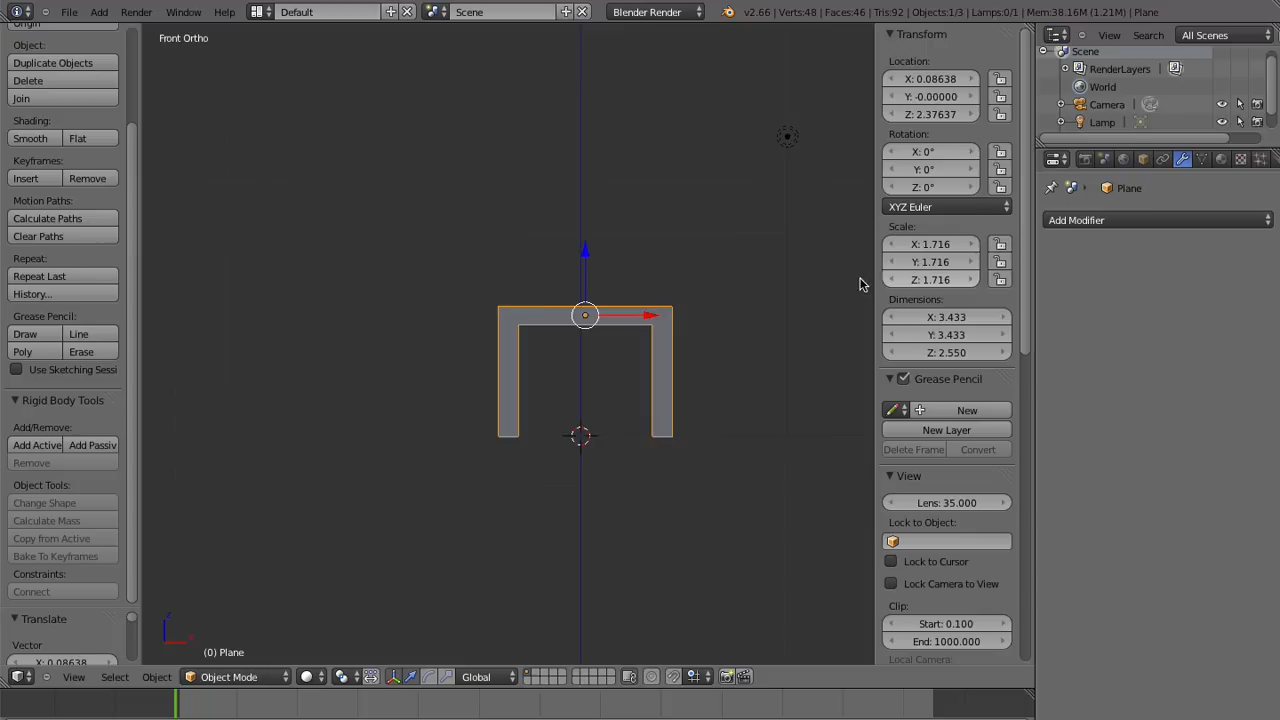 File Add Render Window Help Default Scene Blender Render v2.66 | Verts:48 | Faces:46 | Tris:92 | Objects:1/3 | Lamps:0/1 | Mem:38.16M (1.21M) | Plane
Object:
Duplicate Objects
Delete
Join
Shading:
Smooth Flat
Keyframes:
Insert Remove
Motion Paths:
Calculate Paths
Clear Paths
Repeat:
Repeat Last
History...
Grease Pencil:
Draw Line
Poly Erase
Use Sketching Sessi
Rigid Body Tools
Add/Remove:
Add Active Add Passiv
Remove
Object Tools:
Change Shape
Calculate Mass
Copy from Active
Bake To Keyframes
Constraints:
Connect
Translate
Vector
X: 0.08638
Front Ortho
z
x
(0) Plane
View Select Object Object Mode Global
Transform
Location:
X: 0.08638
Y: -0.00000
Z: 2.37637
Rotation:
X: 0°
Y: 0°
Z: 0°
XYZ Euler
Scale:
X: 1.716
Y: 1.716
Z: 1.716
Dimensions:
X: 3.433
Y: 3.433
Z: 2.550
Grease Pencil
New
New Layer
Delete Frame Convert
View
Lens: 35.000
Lock to Object:
Lock to Cursor
Lock Camera to View
Clip:
Start: 0.100
End: 1000.000
Local Camera:
View Search All Scenes
Scene
RenderLayers
World
Camera
Lamp
Plane
Add Modifier